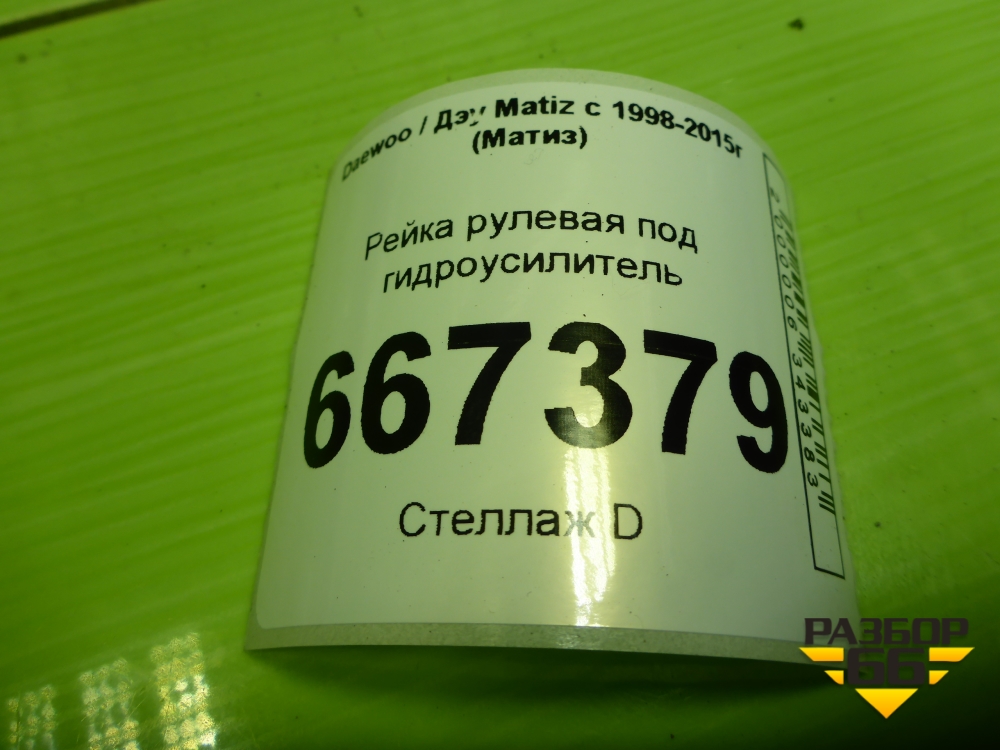 Daewoo / Дэу Matiz с 1998-2015г
(Матиз)
Рейка рулевая под
гидроусилитель
667379
Стеллаж D
2000006343383
РАЗБОР
66